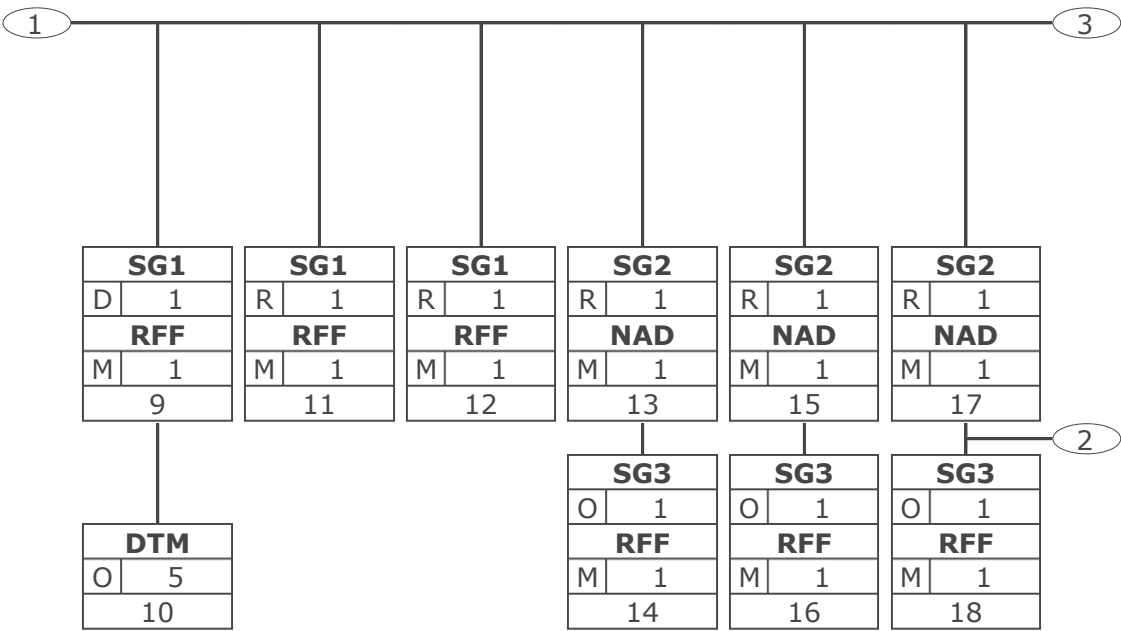 1 3
SG1 SG1 SG1 SG2 SG2 SG2
D 1 R 1 R 1 R 1 R 1 R 1
RFF RFF RFF NAD NAD NAD
M 1 M 1 M 1 M 1 M 1 M 1
9 11 12 13 15 17
2
SG3 SG3 SG3
O 1 O 1 O 1
DTM RFF RFF RFF
O 5 M 1 M 1 M 1
10 14 16 18